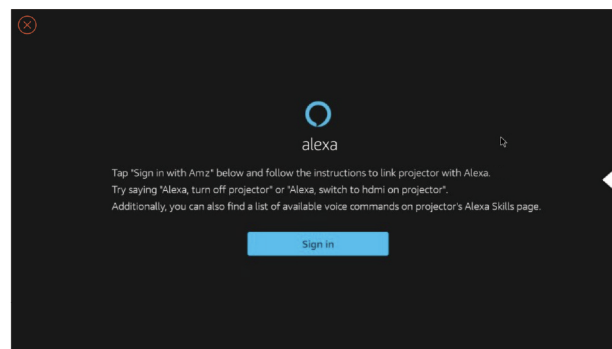 alexa
Tap "Sign in with Amz" below and follow the instructions to link projector with Alexa.
Try saying "Alexa, turn off projector" or "Alexa, switch to hdmi on projector".
Additionally, you can also find a list of available voice commands on projector's Alexa Skills page.
Sign in